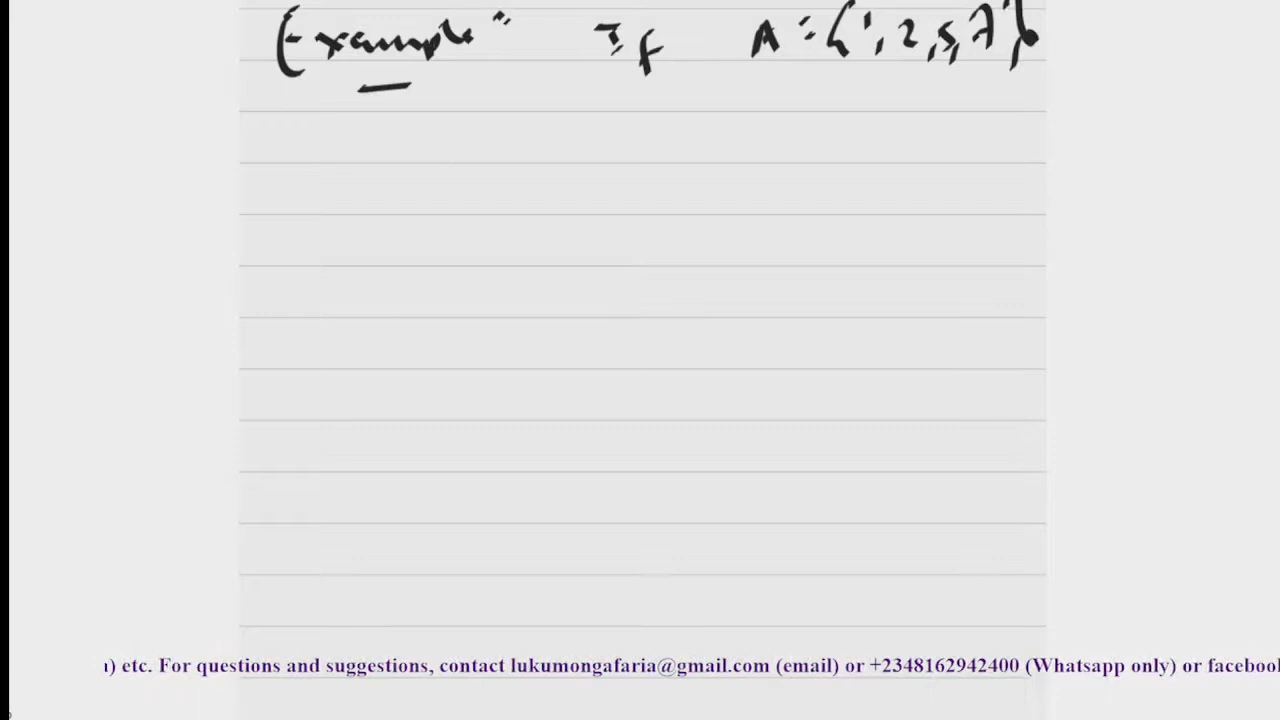 Example: If A = {1, 2, 5, 7},
) etc. For questions and suggestions, contact lukumongafaria@gmail.com (email) or +2348162942400 (Whatsapp only) or facebook